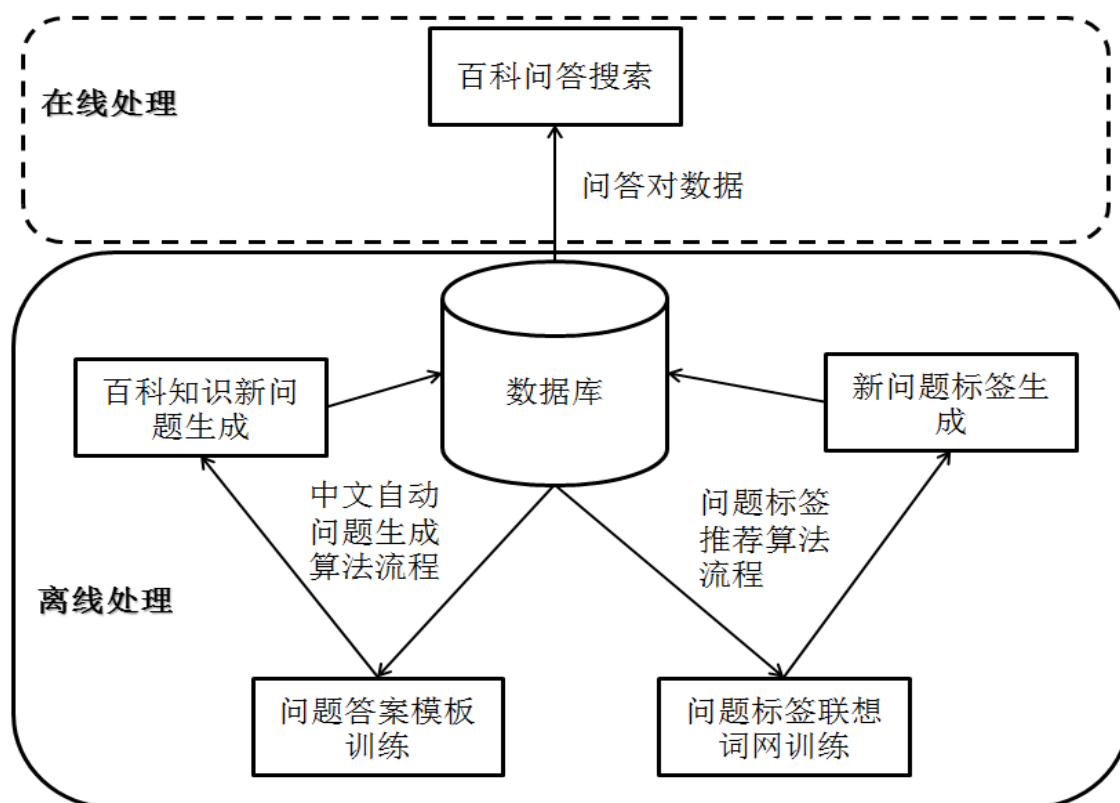 百科问答搜索
在线处理
问答对数据
数据库
百科知识新问
题生成
新问题标签生
成
中文自动
问题生成
算法流程
问题标签
推荐算法
流程
离线处理
问题答案模板
训练
问题标签联想
词网训练